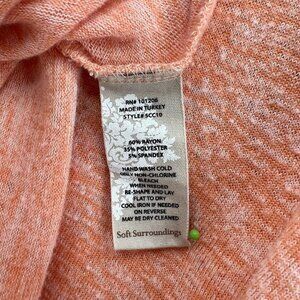 RN# 101206
MADE IN TURKEY
STYLE# 5CC10
60% RAYON,
35% POLYESTER
5% SPANDEX
HAND WASH COLD
ONLY NON-CHLORINE
BLEACH
WHEN NEEDED
RE-SHAPE AND LAY
FLAT TO DRY
COOL IRON IF NEEDED
ON REVERSE
MAY BE DRY CLEANED
Soft Surroundings